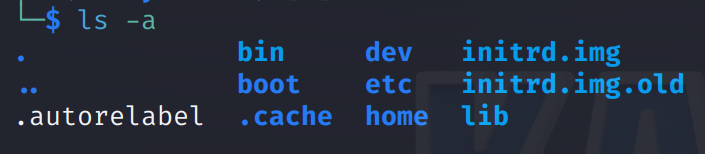 └─$ ls -a
. bin dev initrd.img
.. boot etc initrd.img.old
.autorelabel .cache home lib